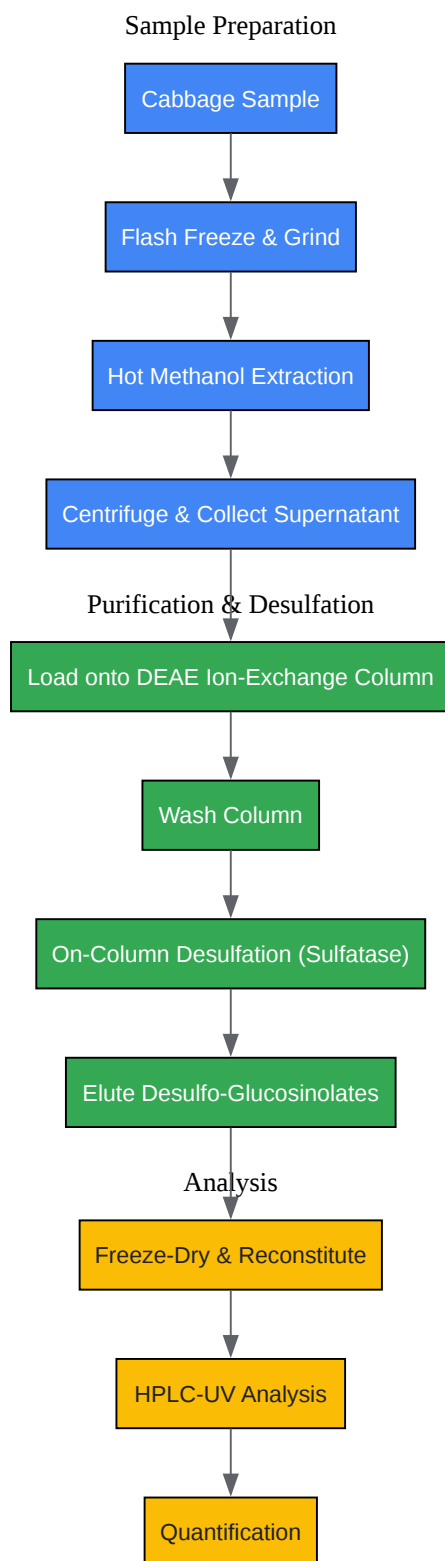 Sample Preparation
Cabbage Sample
Flash Freeze & Grind
Hot Methanol Extraction
Centrifuge & Collect Supernatant
Purification & Desulfation
Load onto DEAE Ion-Exchange Column
Wash Column
On-Column Desulfation (Sulfatase)
Elute Desulfo-Glucosinolates
Analysis
Freeze-Dry & Reconstitute
HPLC-UV Analysis
Quantification